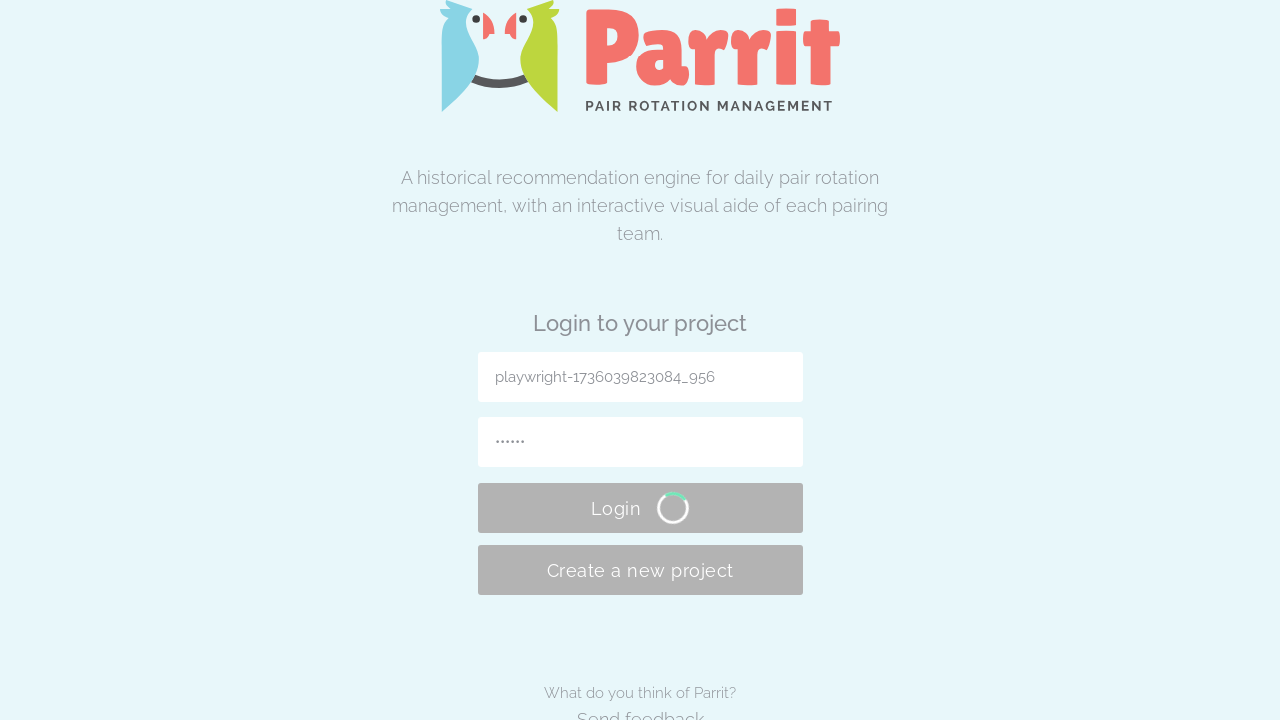 Parrit
PAIR ROTATION MANAGEMENT
A historical recommendation engine for daily pair rotation
management, with an interactive visual aide of each pairing
team.
Login to your project
playwright-1736039823084_956
••••••
Login
Create a new project
What do you think of Parrit?
Send feedback